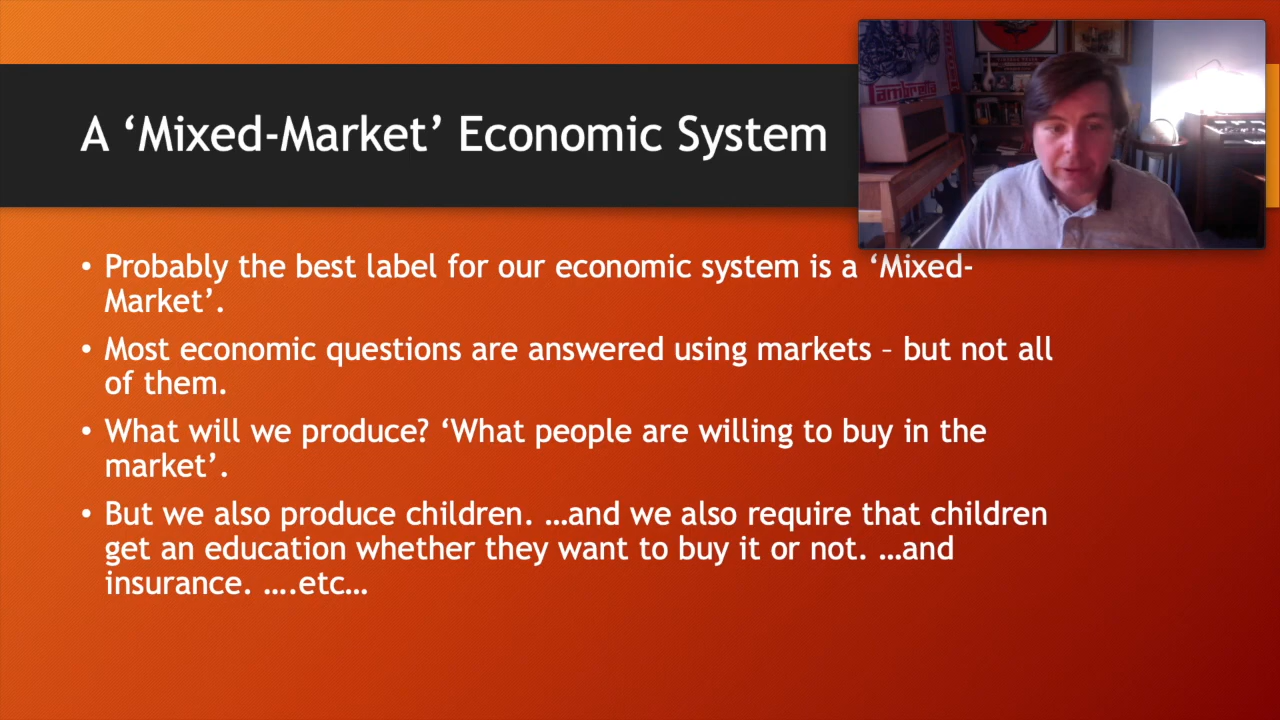 A ‘Mixed-Market’ Economic System
lambretta
• Probably the best label for our economic system is a ‘Mixed-
Market’.
• Most economic questions are answered using markets – but not all
of them.
• What will we produce? ‘What people are willing to buy in the
market’.
• But we also produce children. …and we also require that children
get an education whether they want to buy it or not. …and
insurance. ….etc…